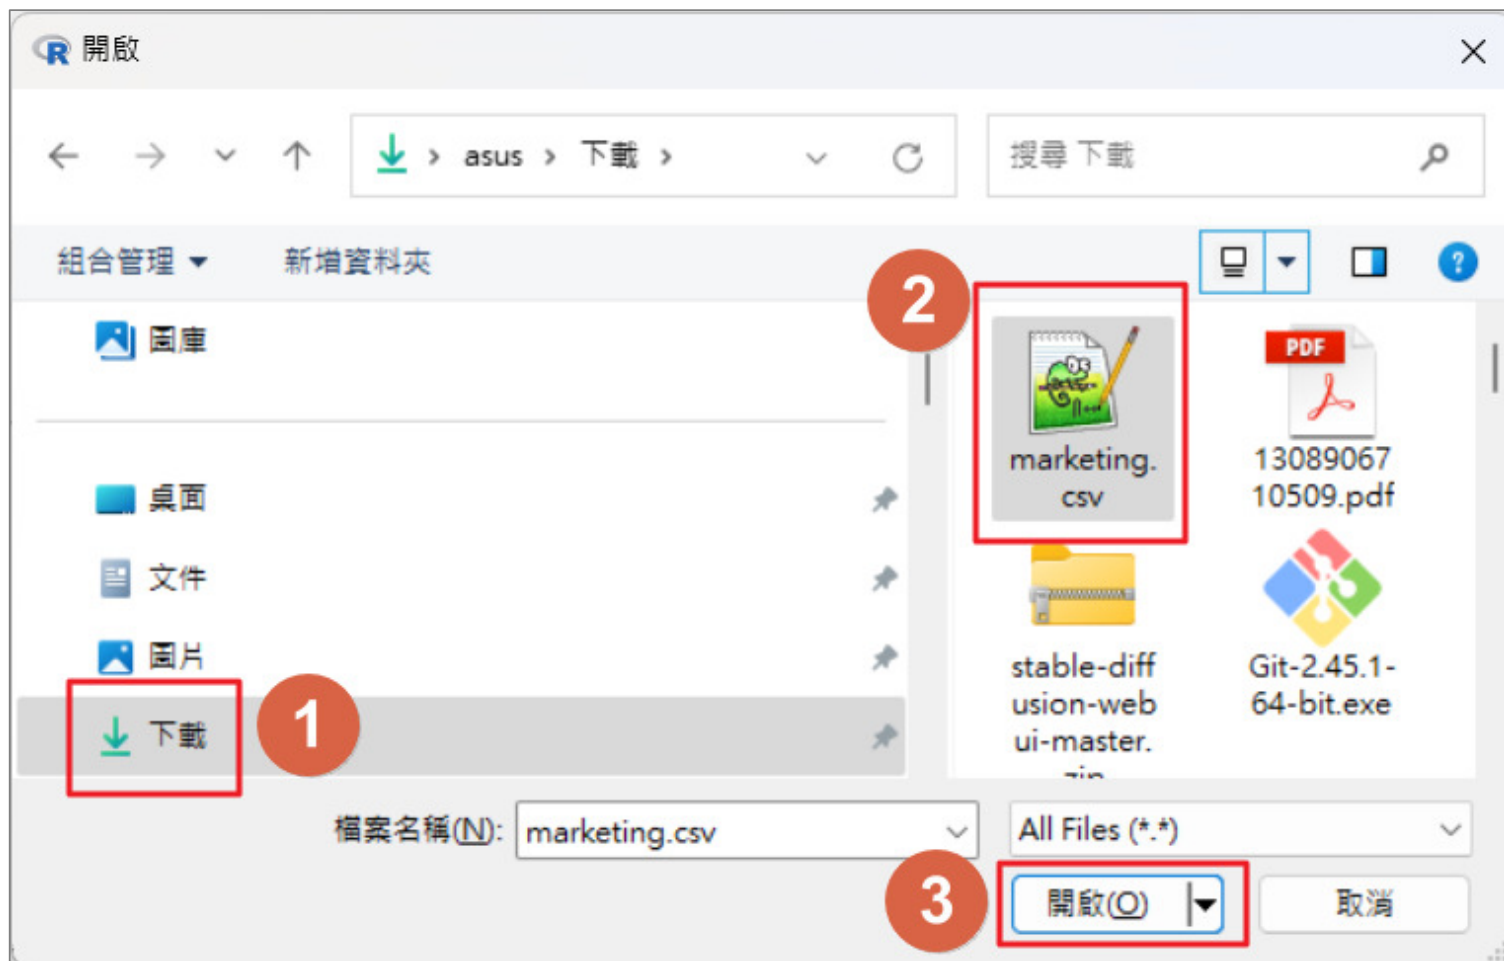 R 開啟
asus 下載
搜尋 下載
組合管理 新增資料夾
?
圖庫
桌面
文件
圖片
下載
1
2
marketing.
csv
PDF
13089067
10509.pdf
stable-diff
usion-web
ui-master.
zip
Git-2.45.1-
64-bit.exe
檔案名稱(N): marketing.csv
All Files (*.*)
3
開啟(O)
取消